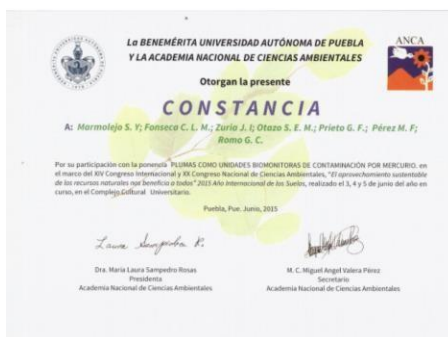 La BENEMÉRITA UNIVERSIDAD AUTÓNOMA DE PUEBLA
Y LA ACADEMIA NACIONAL DE CIENCIAS AMBIENTALES
ANCA
Otorgan la presente
CONSTANCIA
A: Marmolejo S. Y; Fonseca C. L. M.; Zuria J. I; Otazo S. E. M.; Prieto G. F.; Pérez M. F;
Romo G. C.
Por su participación con la ponencia PLUMAS COMO UNIDADES BIOMONITORAS DE CONTAMINACIÓN POR MERCURIO, en
el marco del XIV Congreso Internacional y XX Congreso Nacional de Ciencias Ambientales, "El aprovechamiento sustentable
de los recursos naturales nos beneficia a todos" 2015 Año Internacional de los Suelos, realizado el 3, 4 y 5 de junio del año en
curso, en el Complejo Cultural Universitario.
Puebla, Pue. Junio, 2015
Laura Sampedro R.
Dra. María Laura Sampedro Rosas
Presidenta
Academia Nacional de Ciencias Ambientales
M. C. Miguel Angel Valera Pérez
Secretario
Academia Nacional de Ciencias Ambientales